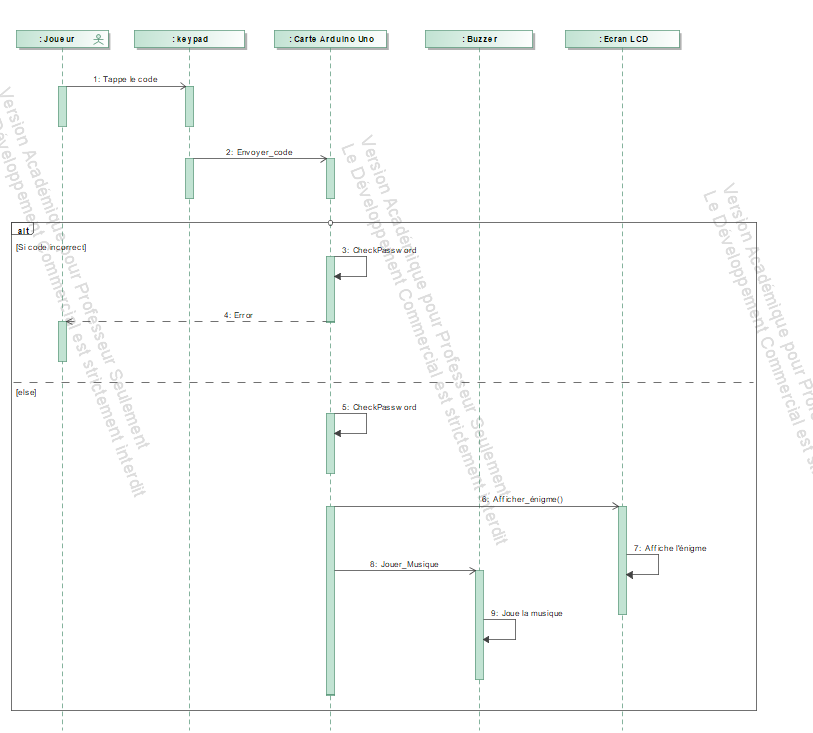 : Joueur
: keypad
: Carte Arduino Uno
: Buzzer
: Ecran LCD
1: Tappe le code
2: Envoyer_code
alt
[Si code incorrect]
3: CheckPassword
4: Error
[else]
5: CheckPassword
6: Afficher_énigme()
7: Affiche l'énigme
8: Jouer_Musique
9: Joue la musique
Version Académique pour Professeur Seulement
Le Développement Commercial est strictement interdit
Version Académique pour Professeur Seulement
Le Développement Commercial est strictement interdit
Version Académique pour
Le Développement Commercial est